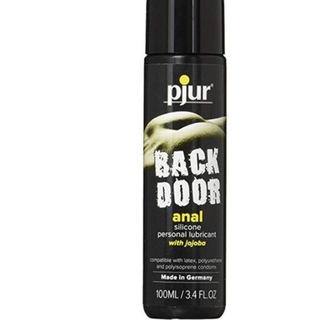 pjur
BACK
DOOR
anal
silicone
personal lubricant
with jojoba
compatible with latex, polyurethane
and polyisoprene condoms
Made in Germany
100ML / 3.4 FL.OZ